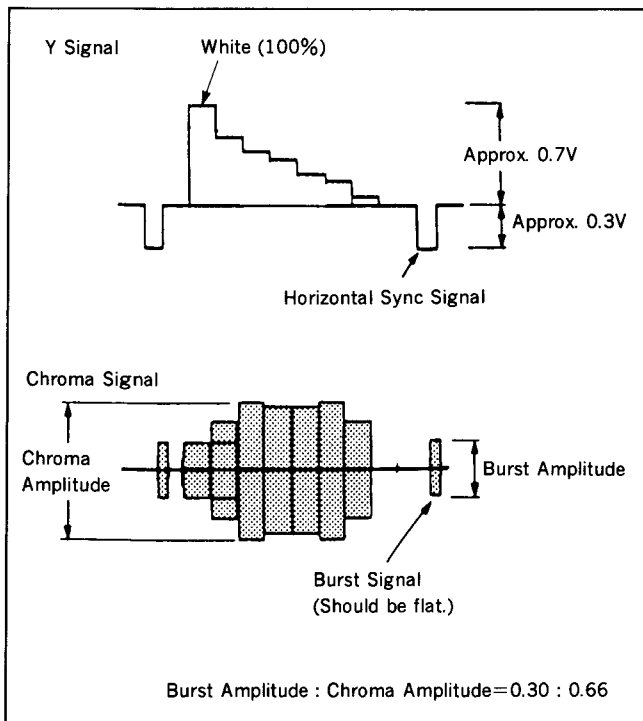 Y Signal
White (100%)
Approx. 0.7V
Approx. 0.3V
Horizontal Sync Signal
Chroma Signal
Chroma
Amplitude
Burst Amplitude
Burst Signal
(Should be flat.)
Burst Amplitude : Chroma Amplitude=0.30 : 0.66